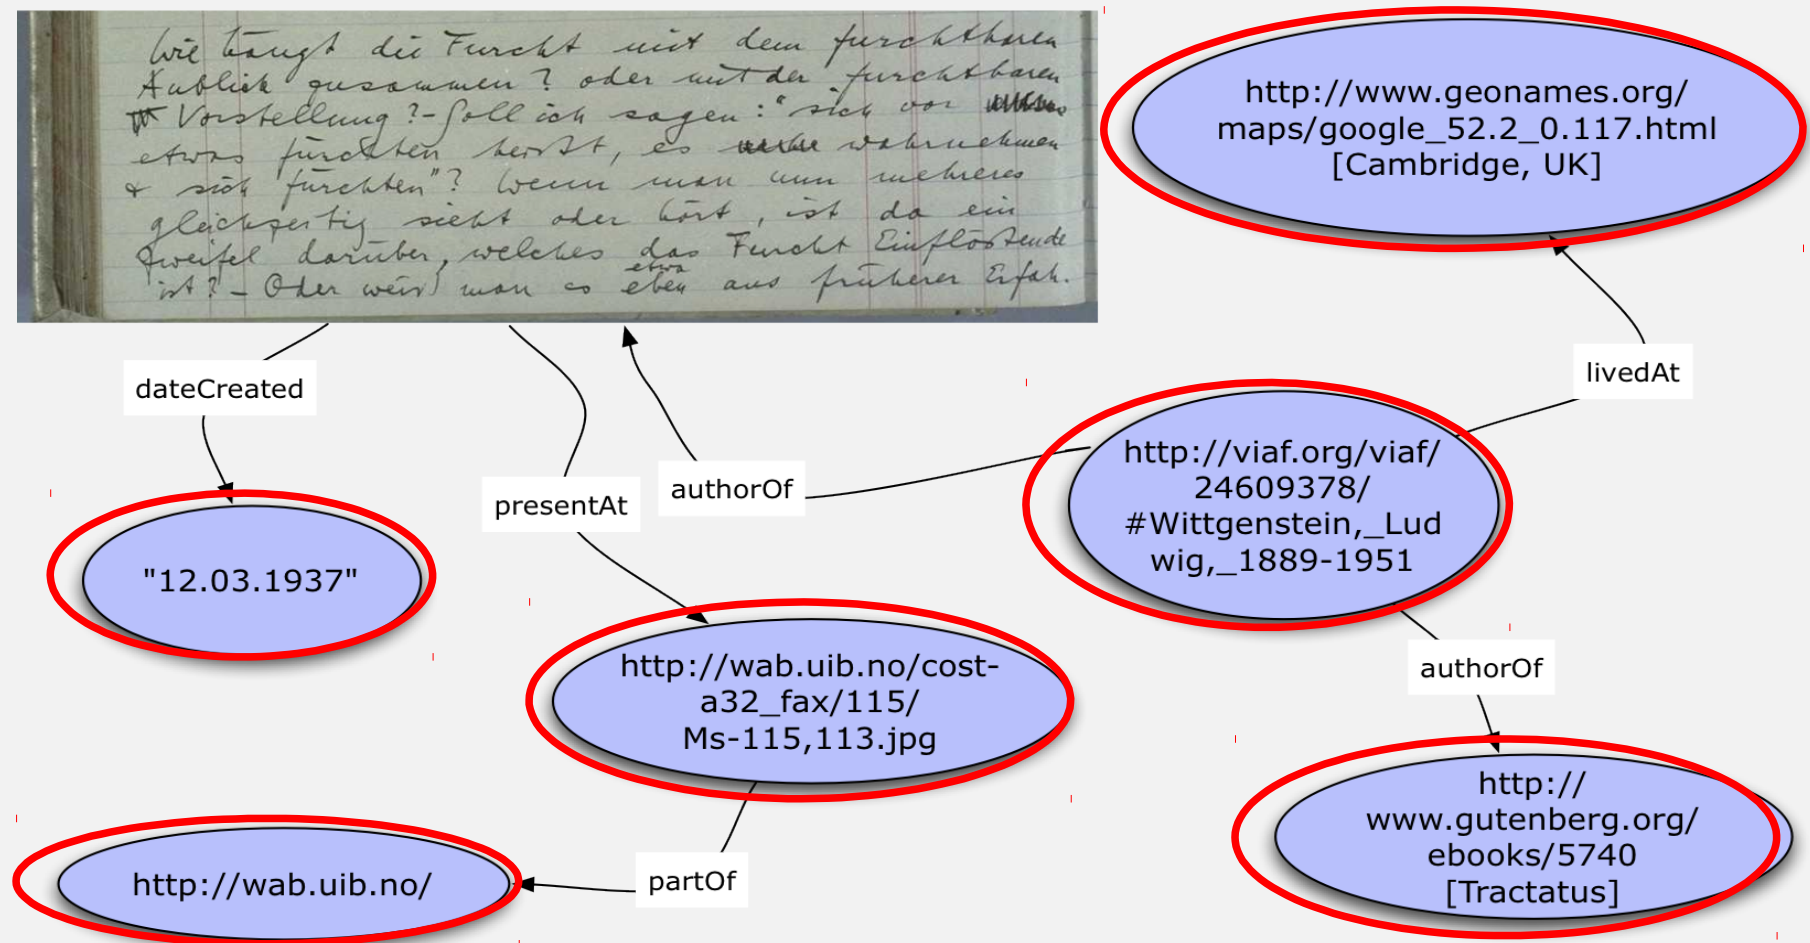 Wie hängt die Furcht mit dem furchtbaren
Anblick zusammen? oder mit der furchtbaren
Vorstellung? – Soll ich sagen: "sich vor
etwas fürchten heißt, es wahrnehmen
& sich fürchten"? Wenn man nun mehreres
gleichzeitig sieht oder hört, ist da ein
Zweifel darüber, welches das Furcht Einflößende
ist? – Oder weiß man es eben etwa aus früherer Erfah-
http://www.geonames.org/
maps/google_52.2_0.117.html
[Cambridge, UK]
livedAt
dateCreated
presentAt
authorOf
http://viaf.org/viaf/
24609378/
#Wittgenstein,_Lud
wig,_1889-1951
"12.03.1937"
http://wab.uib.no/cost-
a32_fax/115/
Ms-115,113.jpg
authorOf
http://
www.gutenberg.org/
ebooks/5740
[Tractatus]
partOf
http://wab.uib.no/